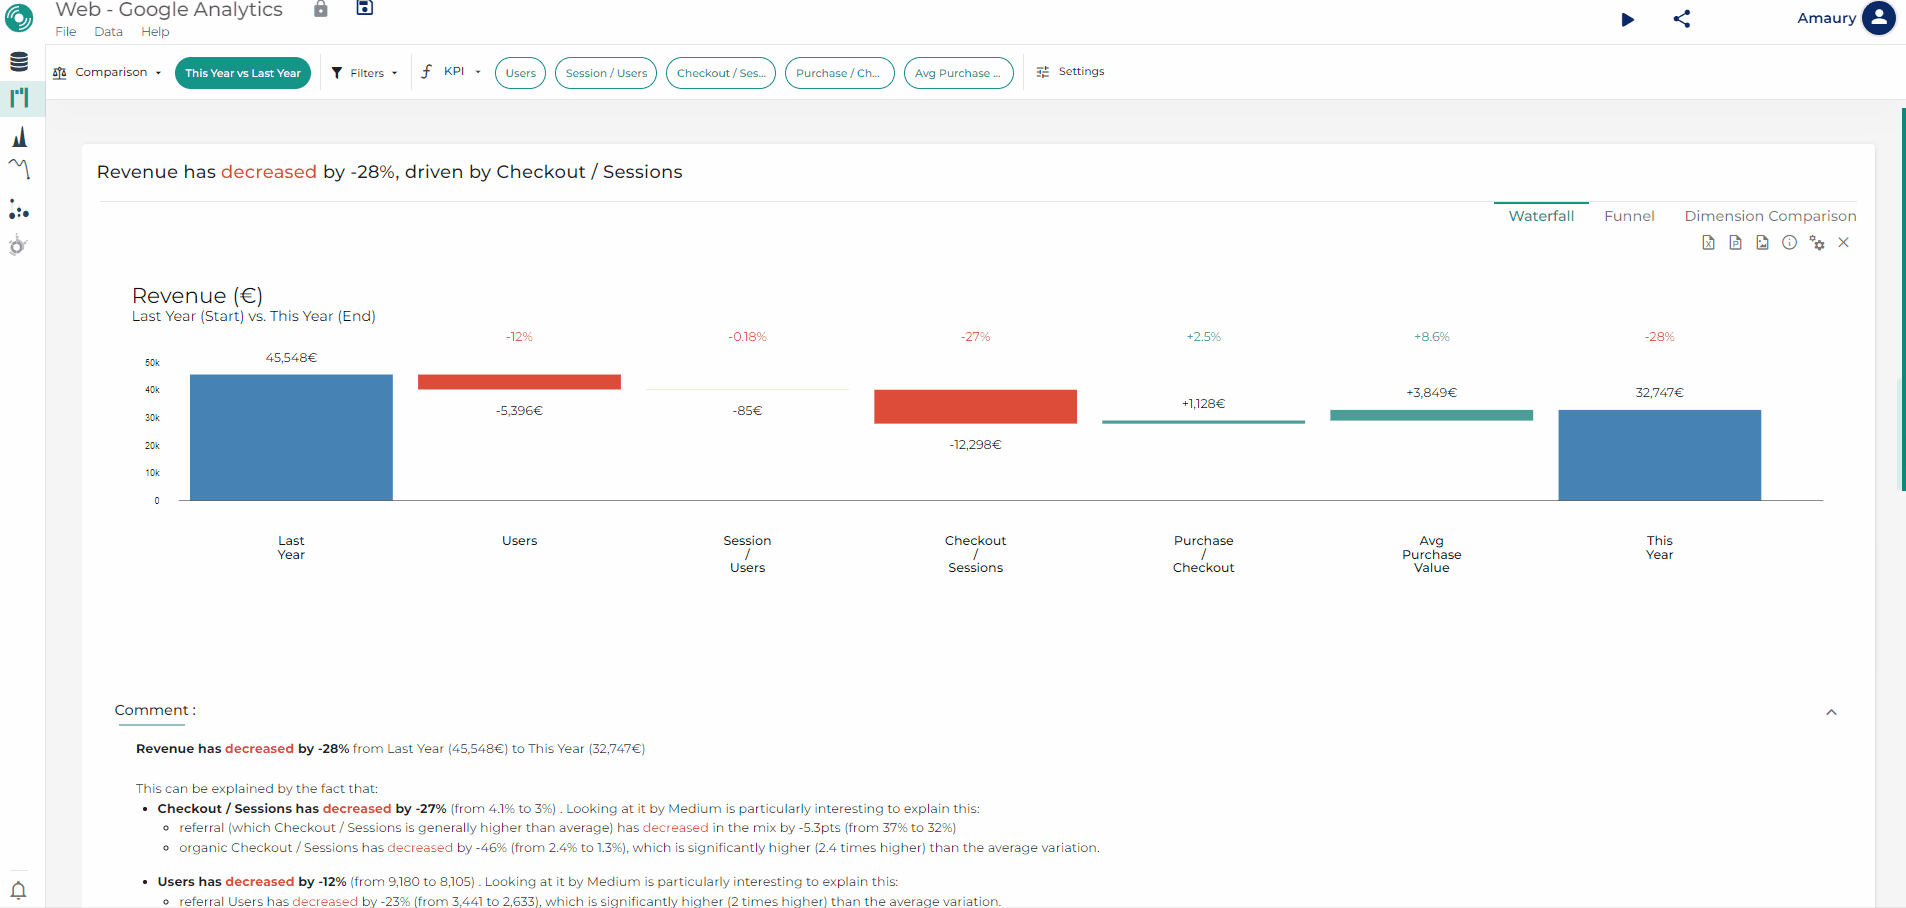 Web - Google Analytics
File Data Help
Amaury
Comparison
This Year vs Last Year
Filters
KPI
Users
Session / Users
Checkout / Ses...
Purchase / Ch...
Avg Purchase ...
Settings
Revenue has decreased by -28%, driven by Checkout / Sessions
Waterfall Funnel Dimension Comparison
Revenue (€)
Last Year (Start) vs. This Year (End)
-12% -0.18% -27% +2.5% +8.6% -28%
50k
40k
30k
20k
10k
0
45,548€
-5,396€
-85€
-12,298€
+1,128€
+3,849€
32,747€
Last
Year
Users
Session
/
Users
Checkout
/
Sessions
Purchase
/
Checkout
Avg
Purchase
Value
This
Year
Comment :
Revenue has decreased by -28% from Last Year (45,548€) to This Year (32,747€)
This can be explained by the fact that:
• Checkout / Sessions has decreased by -27% (from 4.1% to 3%) . Looking at it by Medium is particularly interesting to explain this:
referral (which Checkout / Sessions is generally higher than average) has decreased in the mix by -5.3pts (from 37% to 32%)
organic Checkout / Sessions has decreased by -46% (from 2.4% to 1.3%), which is significantly higher (2.4 times higher) than the average variation.
• Users has decreased by -12% (from 9,180 to 8,105) . Looking at it by Medium is particularly interesting to explain this:
referral Users has decreased by -23% (from 3,441 to 2,633), which is significantly higher (2 times higher) than the average variation.